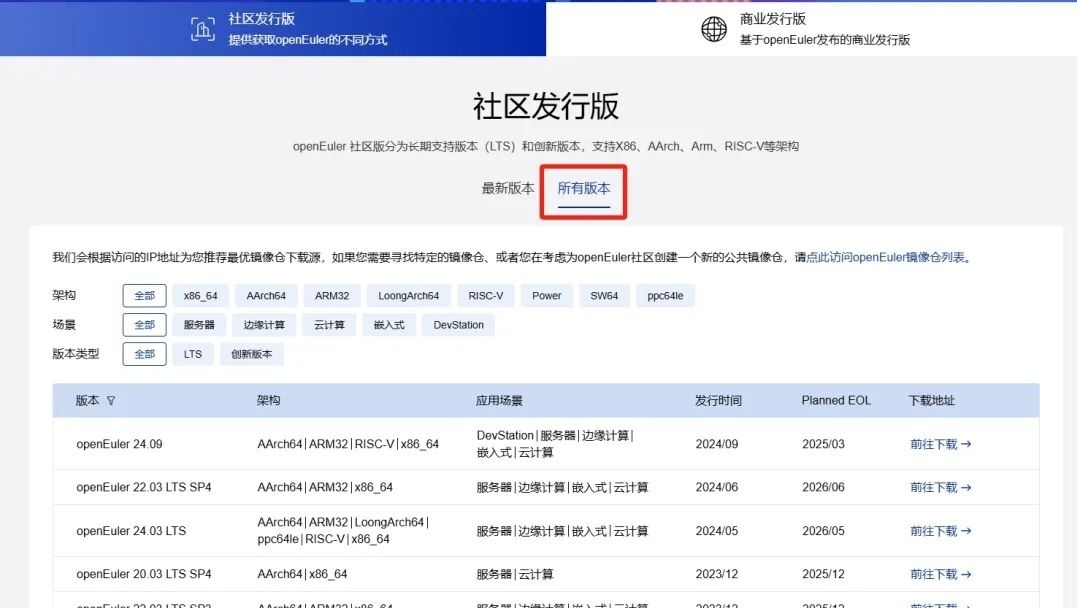 社区发行版
提供获取openEuler的不同方式
商业发行版
基于openEuler发布的商业发行版
社区发行版
openEuler 社区版分为长期支持版本（LTS）和创新版本，支持X86、AArch、Arm、RISC-V等架构
最新版本 所有版本
我们会根据访问的IP地址为您推荐最优镜像仓下载源，如果您需要寻找特定的镜像仓、或者您在考虑为openEuler社区创建一个新的公共镜像仓，请点此访问openEuler镜像仓列表。
架构 全部 x86_64 AArch64 ARM32 LoongArch64 RISC-V Power SW64 ppc64le
场景 全部 服务器 边缘计算 云计算 嵌入式 DevStation
版本类型 全部 LTS 创新版本
版本 架构 应用场景 发行时间 Planned EOL 下载地址
openEuler 24.09 AArch64|ARM32|RISC-V|x86_64 DevStation|服务器|边缘计算| 2024/09 2025/03 前往下载→
嵌入式|云计算
openEuler 22.03 LTS SP4 AArch64|ARM32|x86_64 服务器|边缘计算|嵌入式|云计算 2024/06 2026/06 前往下载→
openEuler 24.03 LTS AArch64|ARM32|LoongArch64| 服务器|边缘计算|嵌入式|云计算 2024/05 2026/05 前往下载→
ppc64le|RISC-V|x86_64
openEuler 20.03 LTS SP4 AArch64|x86_64 服务器|云计算 2023/12 2025/12 前往下载→